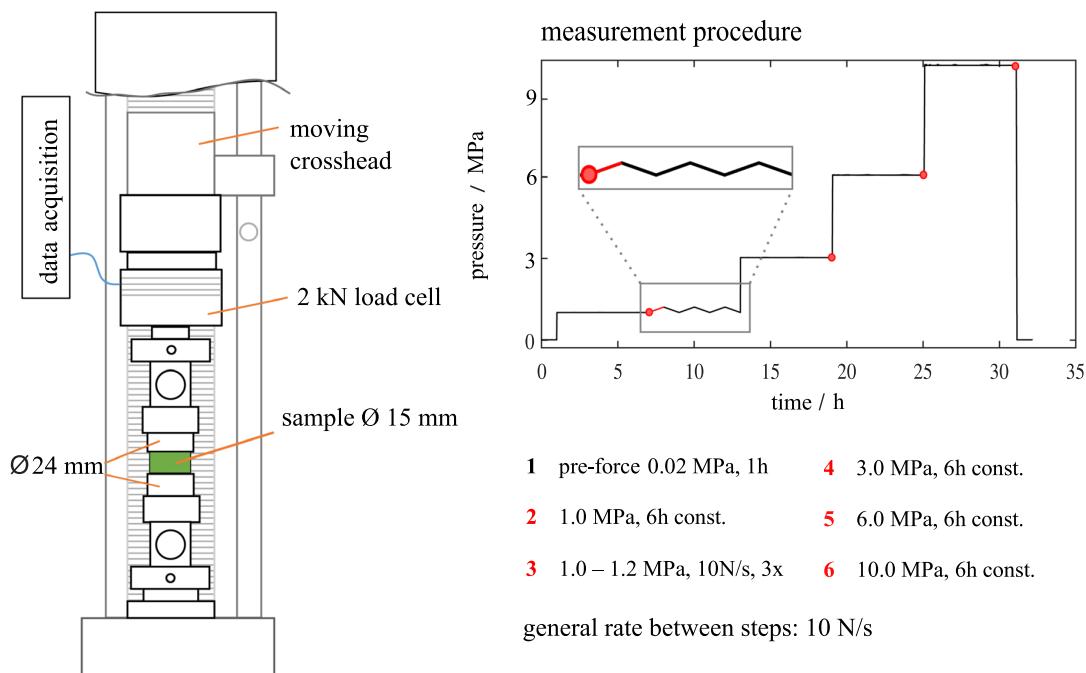 data acquisition
moving
crosshead
2 kN load cell
sample Ø 15 mm
Ø 24 mm
measurement procedure
pressure / MPa
9
6
3
0
0 5 10 15 20 25 30 35
time / h
1 pre-force 0.02 MPa, 1h
2 1.0 MPa, 6h const.
3 1.0 – 1.2 MPa, 10N/s, 3x
4 3.0 MPa, 6h const.
5 6.0 MPa, 6h const.
6 10.0 MPa, 6h const.
general rate between steps: 10 N/s